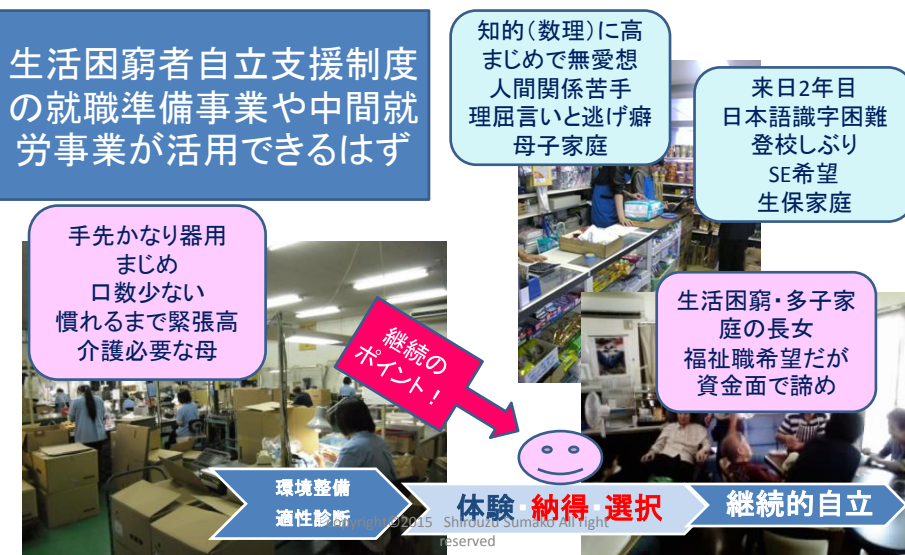 生活困窮者自立支援制度
の就職準備事業や中間就
労事業が活用できるはず
知的(数理)に高
まじめで無愛想
人間関係苦手
理屈言いと逃げ癖
母子家庭
来日2年目
日本語識字困難
登校しぶり
SE希望
生保家庭
手先かなり器用
まじめ
口数少ない
慣れるまで緊張高
介護必要な母
継続の
ポイント!
生活困窮・多子家
庭の長女
福祉職希望だが
資金面で諦め
環境整備
適性診断
体験 納得 選択
継続的自立
copyright©2015 Shirouzu Sumako All right
reserved